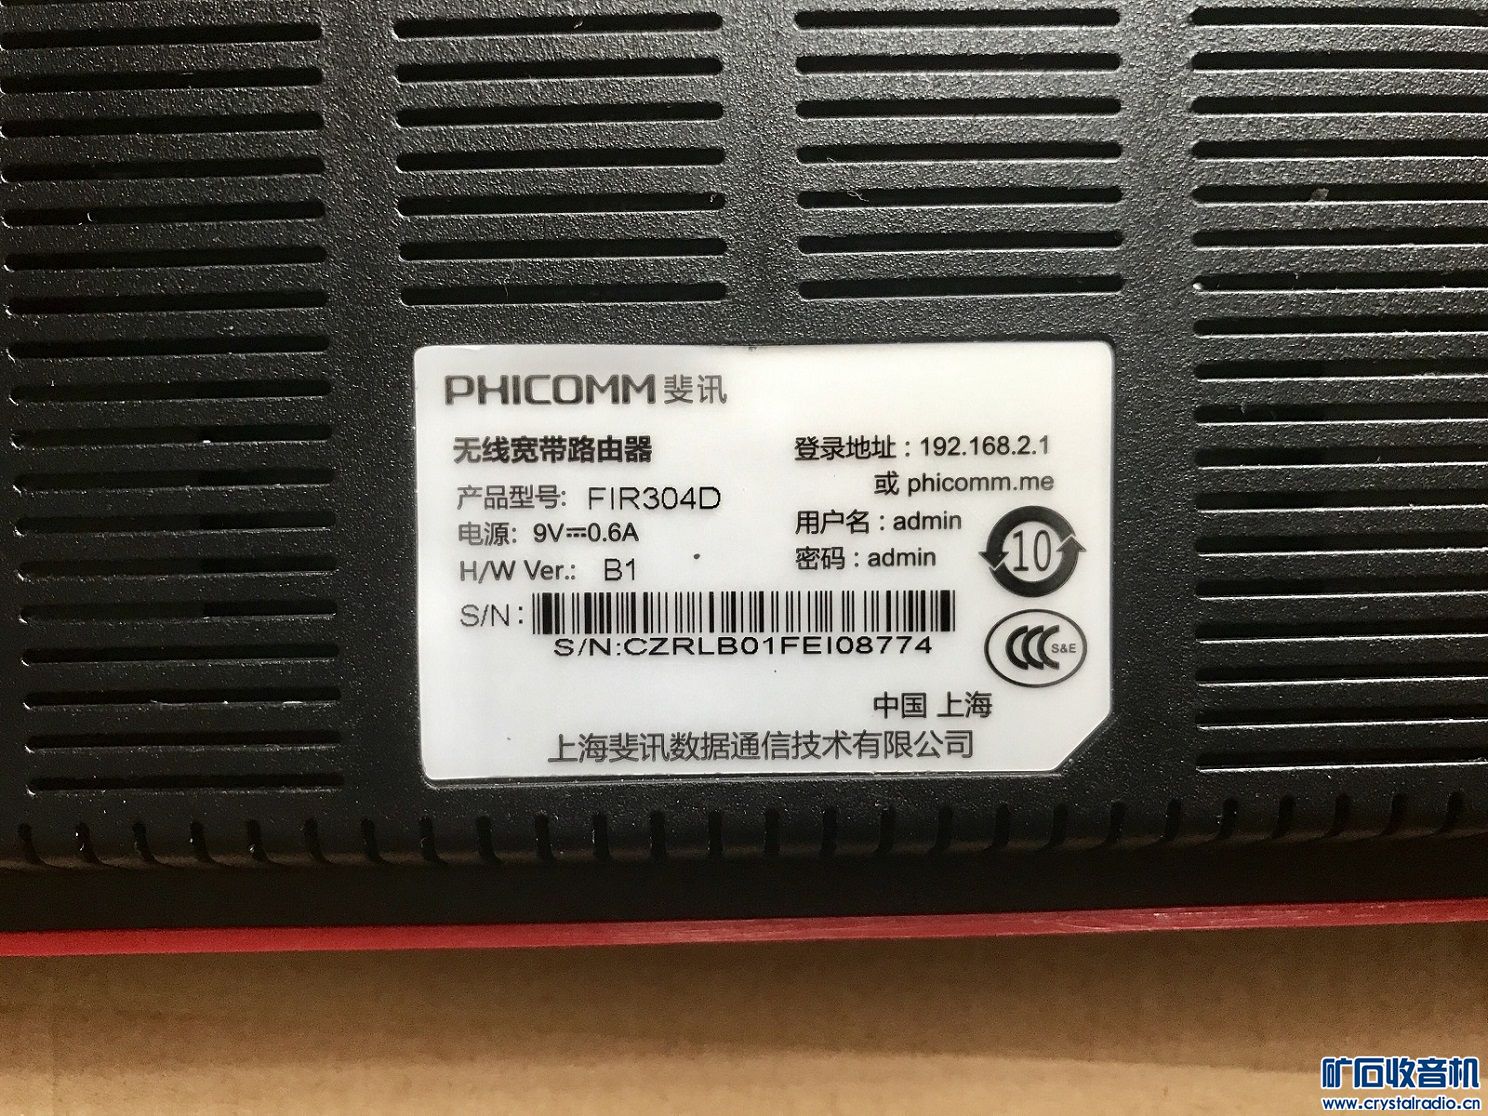 PHICOMM 斐讯
无线宽带路由器
产品型号: FIR304D
电源: 9V⎓0.6A
H/W Ver.: B1
登录地址：192.168.2.1
或 phicomm.me
用户名：admin
密码：admin
10
S/N：
S/N:CZRLB01FEI08774
CCC S&E
中国 上海
上海斐讯数据通信技术有限公司
矿石收音机
www.crystalradio.cn